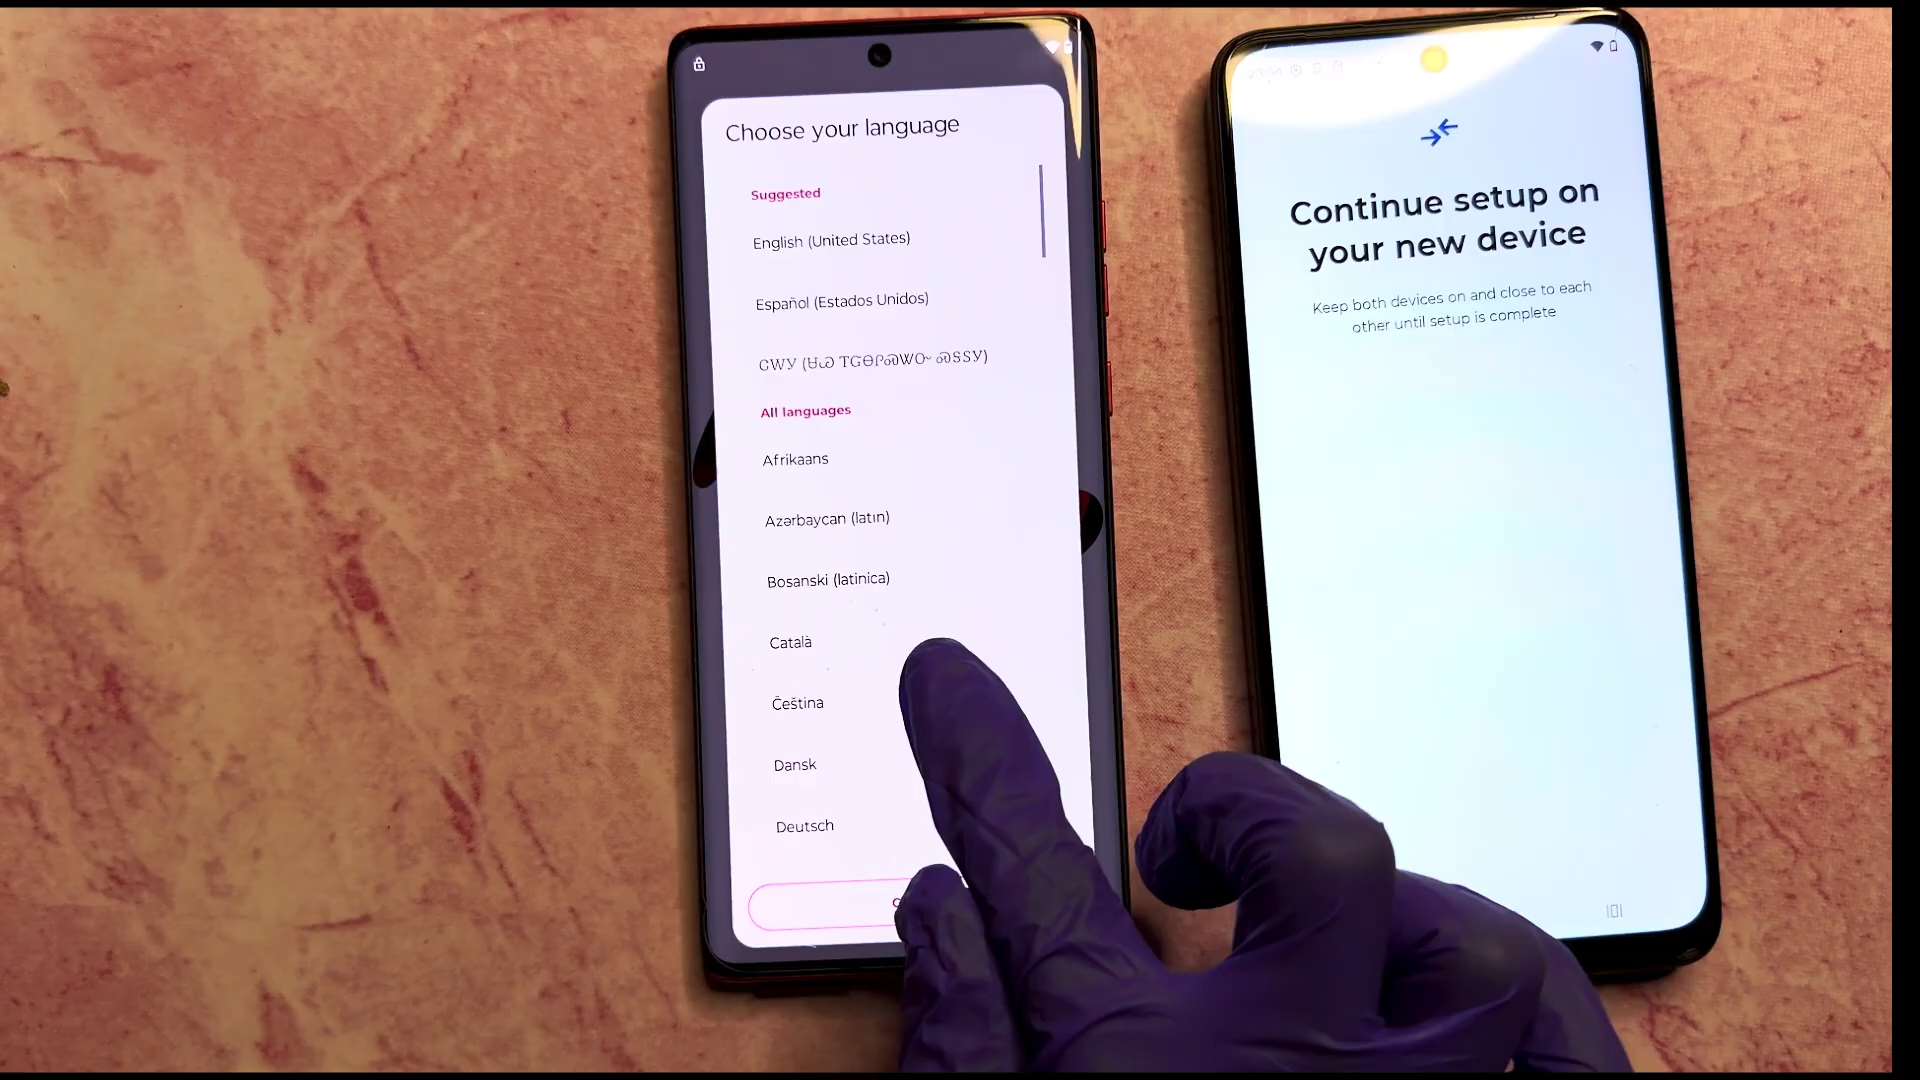 Choose your language
Suggested
English (United States)
Español (Estados Unidos)
ᏣᎳᎩ (ᏌᏊ ᎢᏳᎾᎵᏍᏔᏅ ᏍᎦᏚᎩ)
All languages
Afrikaans
Azərbaycan (latın)
Bosanski (latinica)
Català
Čeština
Dansk
Deutsch
Continue setup on
your new device
Keep both devices on and close to each
other until setup is complete